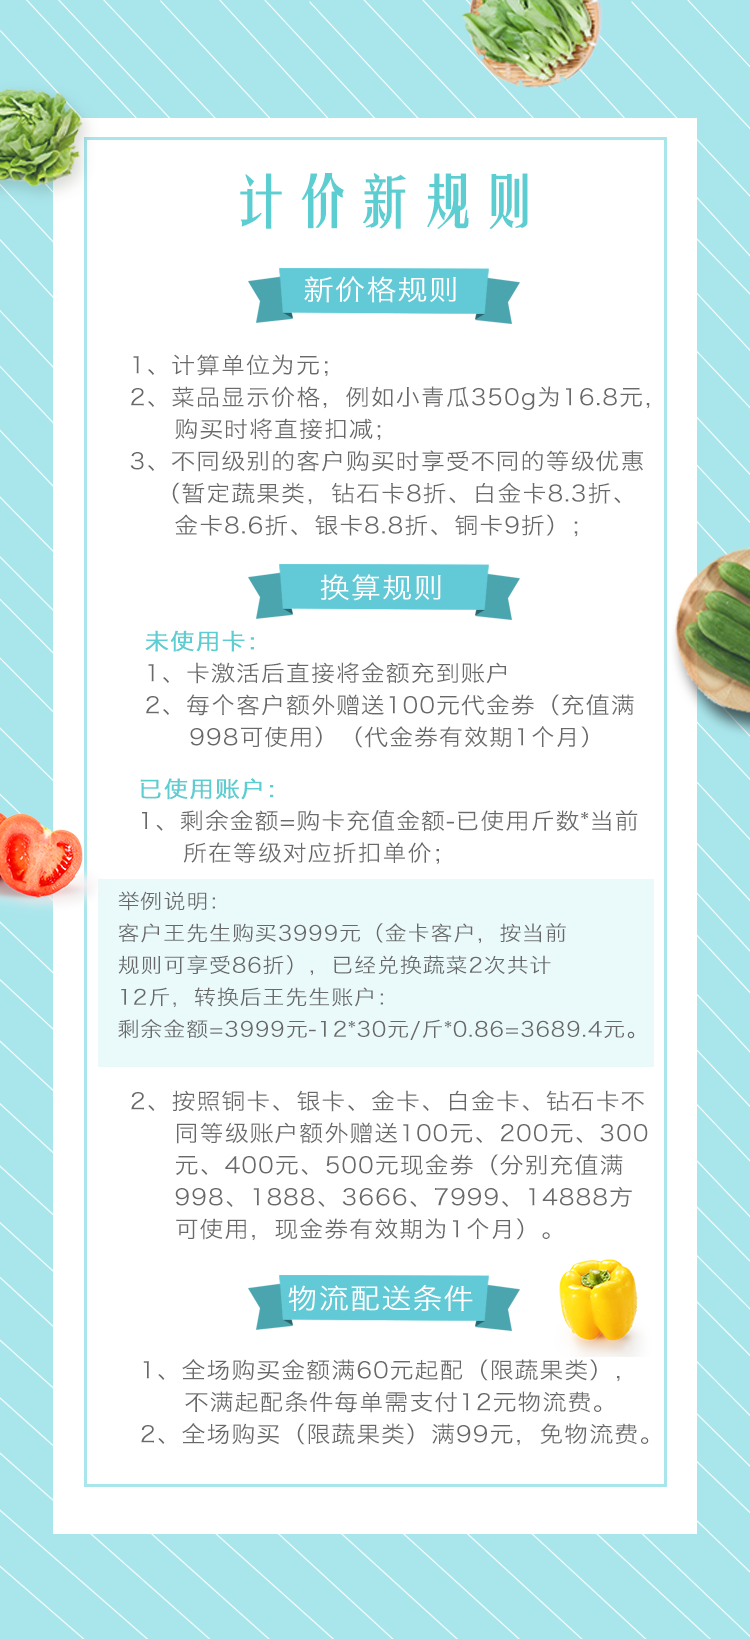 计价新规则
新价格规则
1、计算单位为元；
2、菜品显示价格，例如小青瓜350g为16.8元，
购买时将直接扣减；
3、不同级别的客户购买时享受不同的等级优惠
（暂定蔬果类，钻石卡8折、白金卡8.3折、
金卡8.6折、银卡8.8折、铜卡9折）；
换算规则
未使用卡：
1、卡激活后直接将金额充到账户
2、每个客户额外赠送100元代金券（充值满
998可使用）（代金券有效期1个月）
已使用账户：
1、剩余金额=购卡充值金额-已使用斤数*当前
所在等级对应折扣单价；
举例说明：
客户王先生购买3999元（金卡客户，按当前
规则可享受86折），已经兑换蔬菜2次共计
12斤，转换后王先生账户：
剩余金额=3999元-12*30元/斤*0.86=3689.4元。
2、按照铜卡、银卡、金卡、白金卡、钻石卡不
同等级账户额外赠送100元、200元、300
元、400元、500元现金券（分别充值满
998、1888、3666、7999、14888方
可使用，现金券有效期为1个月）。
物流配送条件
1、全场购买金额满60元起配（限蔬果类），
不满起配条件每单需支付12元物流费。
2、全场购买（限蔬果类）满99元，免物流费。